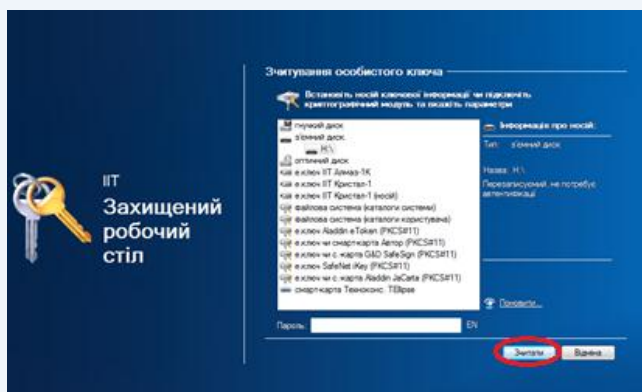 Зчитування особистого ключа
Встановіть носій ключової інформації чи підключіть
криптографічний модуль та вкажіть параметри
гнучкий диск
з'ємний диск
H:\
оптичний диск
е.ключ ІІТ Алмаз-1К
е.ключ ІІТ Кристал-1
е.ключ ІІТ Кристал-1 (носій)
файлова система (каталоги системи)
файлова система (каталоги користувача)
е.ключ Aladdin eToken (PKCS#11)
е.ключ чи смарт-карта Автор (PKCS#11)
е.ключ чи с.-карта G&D SafeSign (PKCS#11)
е.ключ SafeNet iKey (PKCS#11)
е.ключ чи с.-карта Aladdin JaCarta (PKCS#11)
смарт-карта Техноконс. TEllipse
Інформація про носій:
Тип: з'ємний диск
Назва: H:\
Перезаписуємий, не потребує
автентифікації
ІІТ
Захищений
робочий
стіл
Поновити...
Пароль:
EN
Зчитати
Відміна